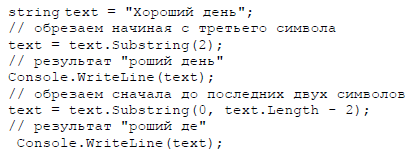 string text = "Хороший день";
// обрезаем начиная с третьего символа
text = text.Substring(2);
// результат "роший день"
Console.WriteLine(text);
// обрезаем сначала до последних двух символов
text = text.Substring(0, text.Length - 2);
// результат "роший де"
Console.WriteLine(text);